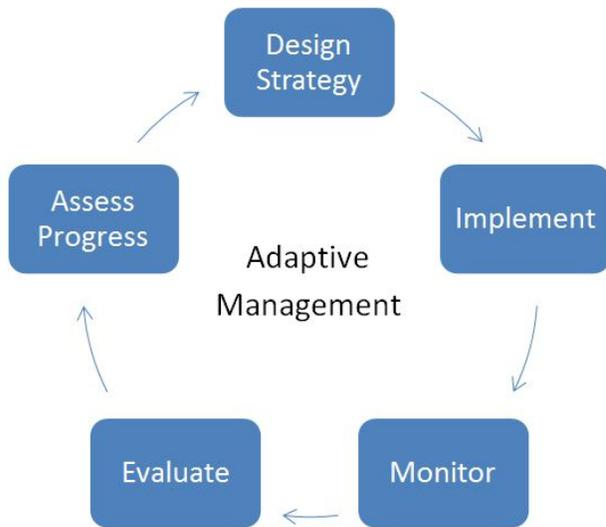 Design
Strategy
Implement
Monitor
Evaluate
Assess
Progress
Adaptive
Management